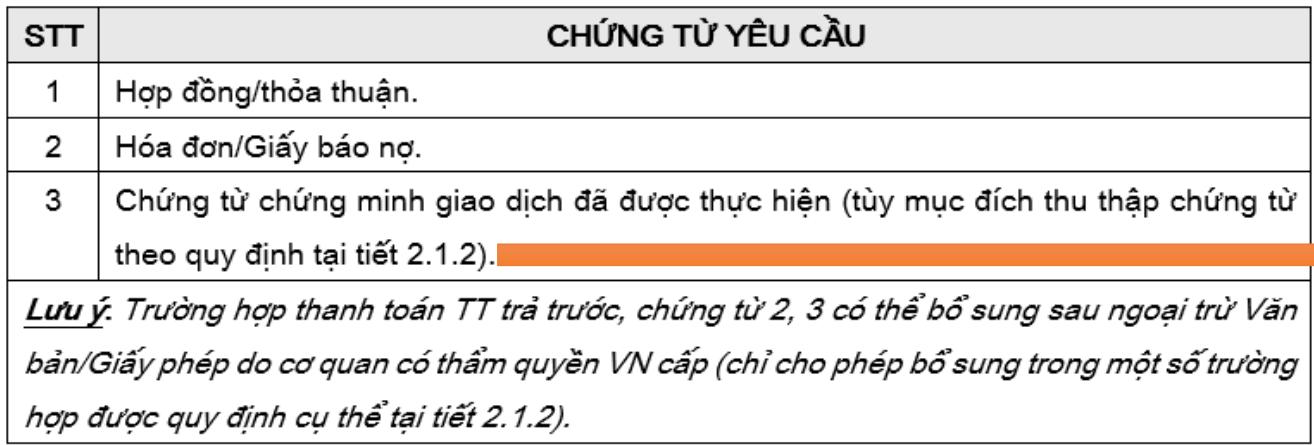 STT CHỨNG TỪ YÊU CẦU
1 Hợp đồng/thỏa thuận.
2 Hóa đơn/Giấy báo nợ.
3 Chứng từ chứng minh giao dịch đã được thực hiện (tùy mục đích thu thập chứng từ
theo quy định tại tiết 2.1.2).
Lưu ý: Trường hợp thanh toán TT trả trước, chứng từ 2, 3 có thể bổ sung sau ngoại trừ Văn
bản/Giấy phép do cơ quan có thẩm quyền VN cấp (chỉ cho phép bổ sung trong một số trường
hợp được quy định cụ thể tại tiết 2.1.2).